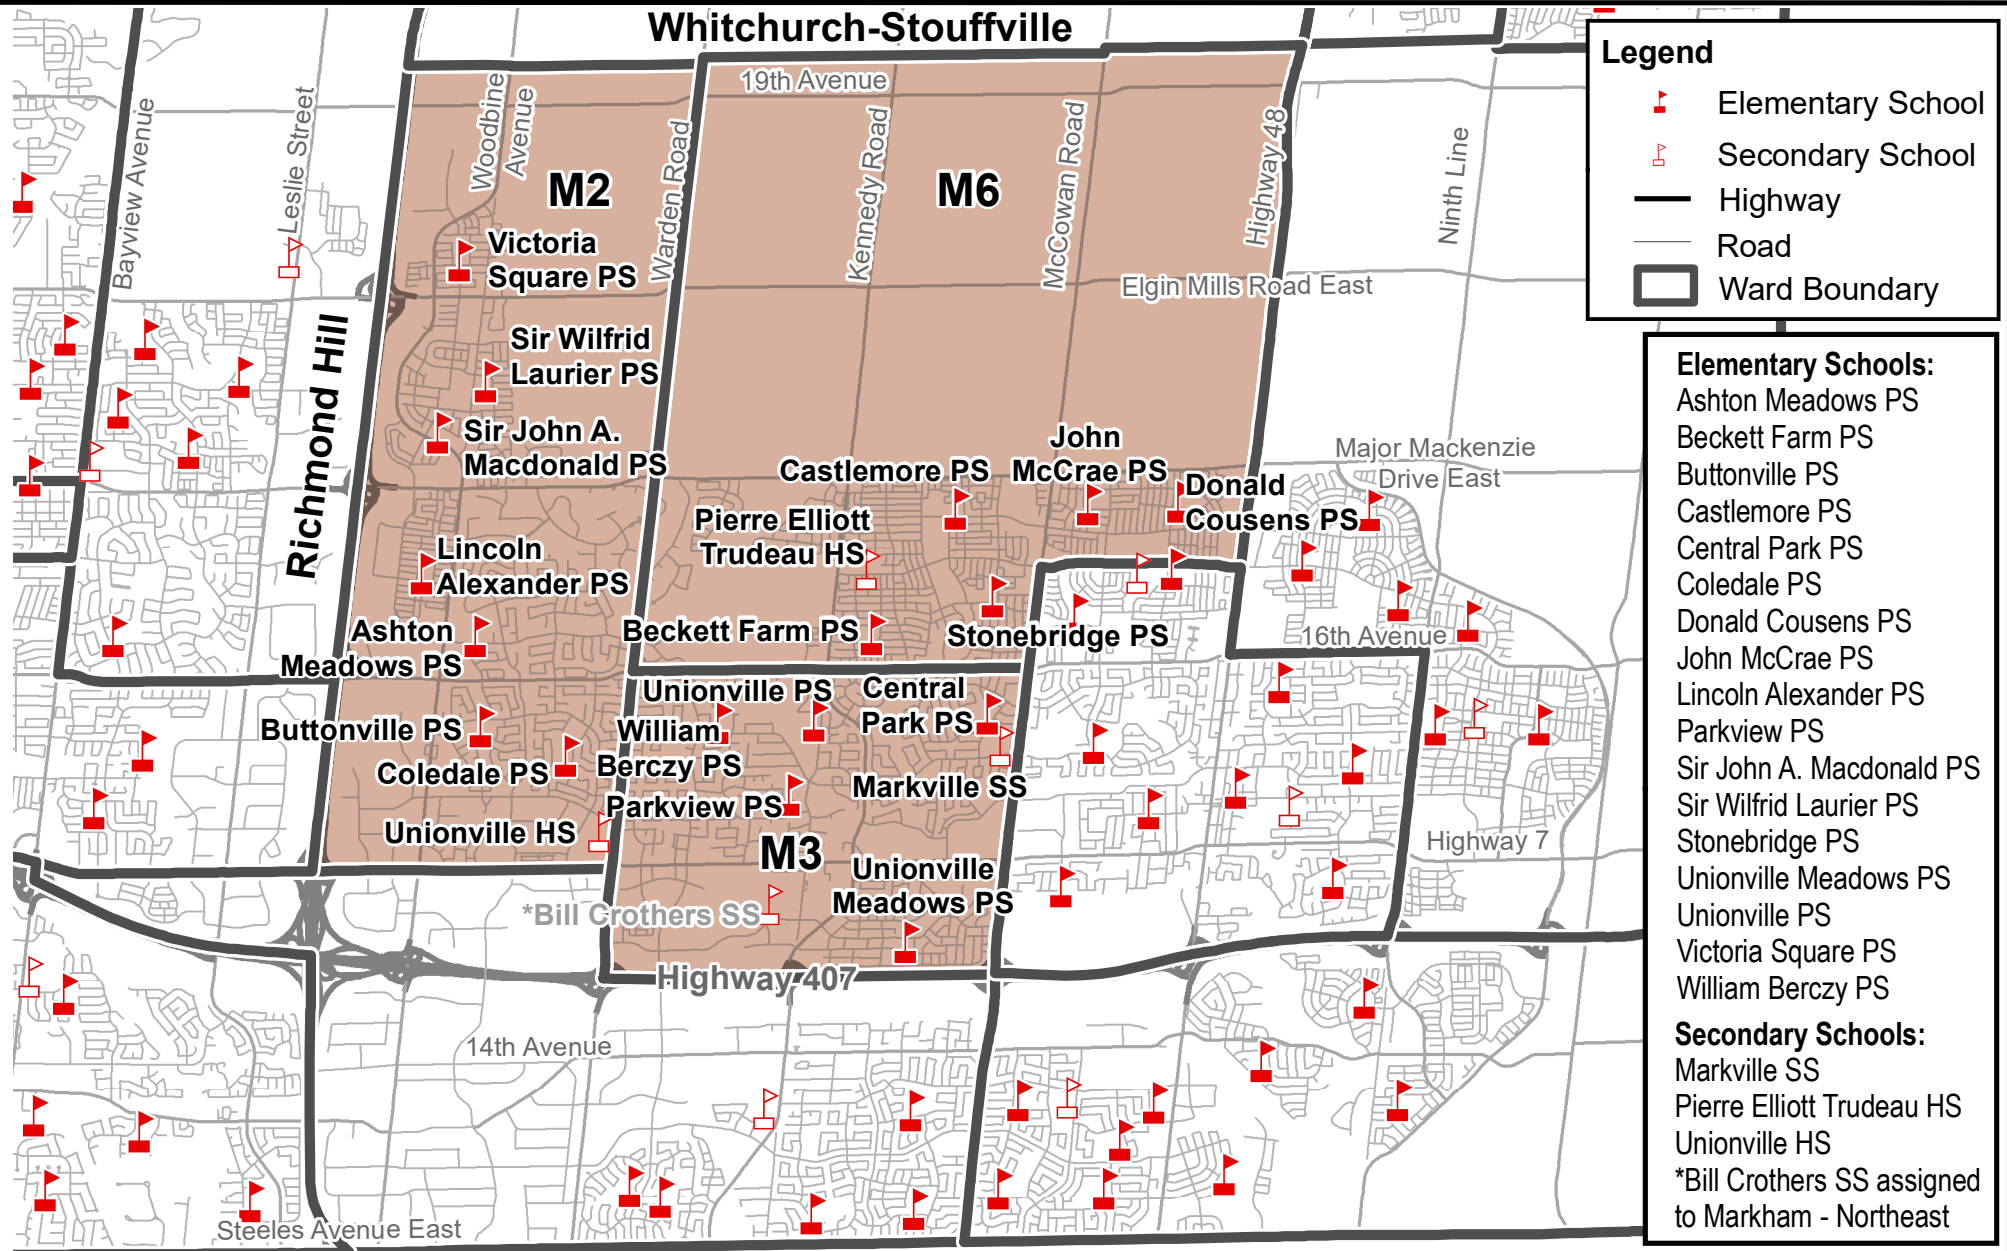 Whitchurch-Stouffville
19th Avenue
Woodbine
Avenue
Bayview Avenue
Leslie Street
Warden Road
Kennedy Road
McCowan Road
Highway 48
Ninth Line
M2
M6
Victoria
Square PS
Elgin Mills Road East
Richmond Hill
Sir Wilfrid
Laurier PS
Sir John A.
Macdonald PS
Castlemore PS
John
McCrae PS
Major Mackenzie
Drive East
Donald
Cousens PS
Pierre Elliott
Trudeau HS
Lincoln
Alexander PS
Ashton
Meadows PS
Beckett Farm PS
Stonebridge PS
16th Avenue
Unionville PS
Central
Park PS
Buttonville PS
William
Berczy PS
Coledale PS
Markville SS
Parkview PS
Unionville HS
M3
Highway 7
Unionville
Meadows PS
*Bill Crothers SS
Highway 407
14th Avenue
Steeles Avenue East
Legend
Elementary School
Secondary School
Highway
Road
Ward Boundary
Elementary Schools:
Ashton Meadows PS
Beckett Farm PS
Buttonville PS
Castlemore PS
Central Park PS
Coledale PS
Donald Cousens PS
John McCrae PS
Lincoln Alexander PS
Parkview PS
Sir John A. Macdonald PS
Sir Wilfrid Laurier PS
Stonebridge PS
Unionville Meadows PS
Unionville PS
Victoria Square PS
William Berczy PS
Secondary Schools:
Markville SS
Pierre Elliott Trudeau HS
Unionville HS
*Bill Crothers SS assigned
to Markham - Northeast